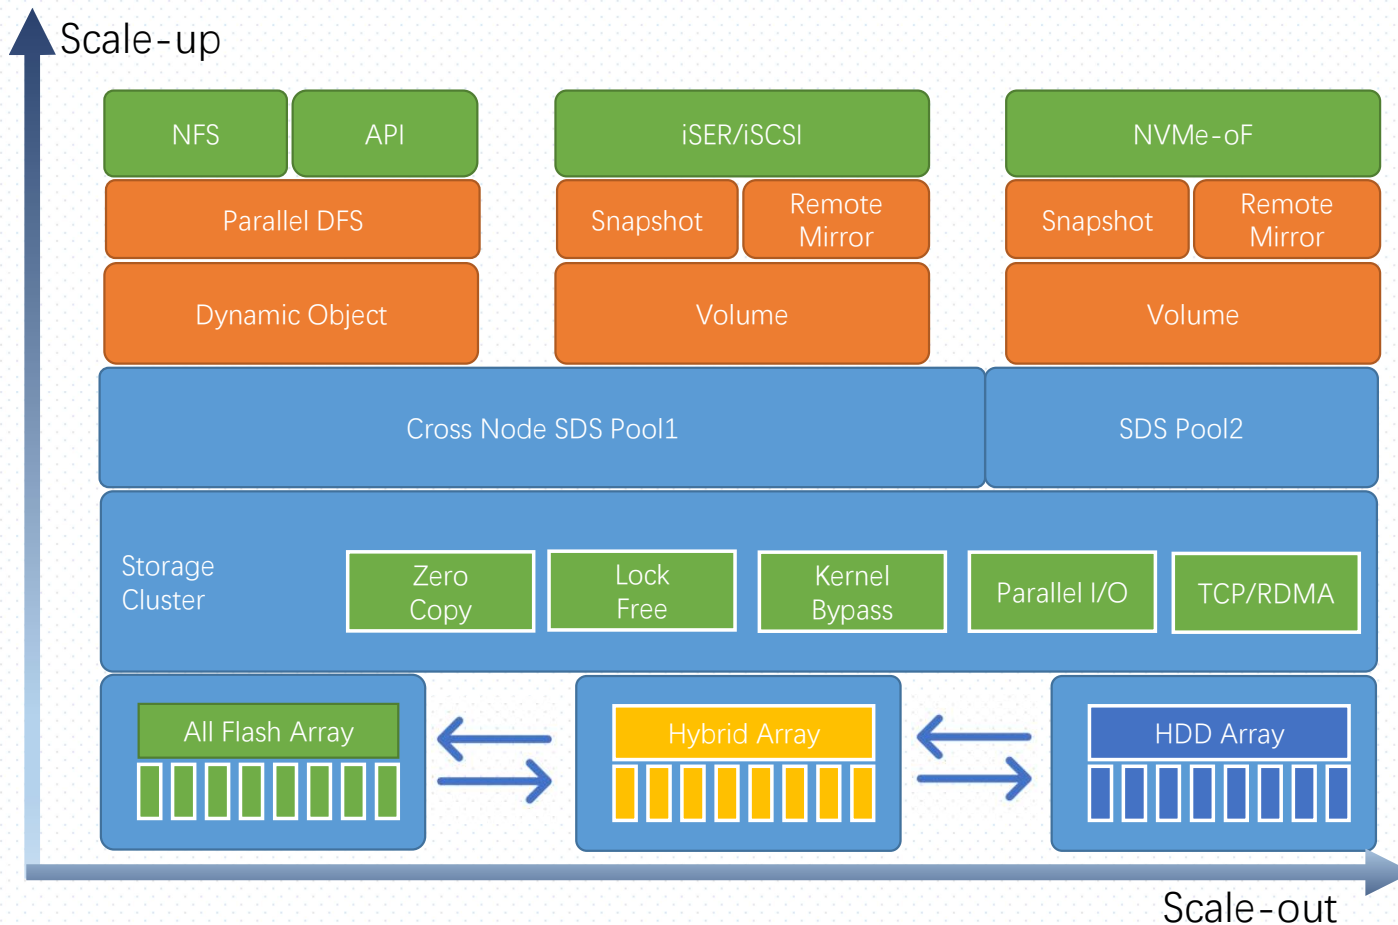 Scale-up
NFS
API
iSER/iSCSI
NVMe-oF
Parallel DFS
Snapshot
Remote
Mirror
Snapshot
Remote
Mirror
Dynamic Object
Volume
Volume
Cross Node SDS Pool1
SDS Pool2
Storage
Cluster
Zero
Copy
Lock
Free
Kernel
Bypass
Parallel I/O
TCP/RDMA
All Flash Array
Hybrid Array
HDD Array
Scale-out